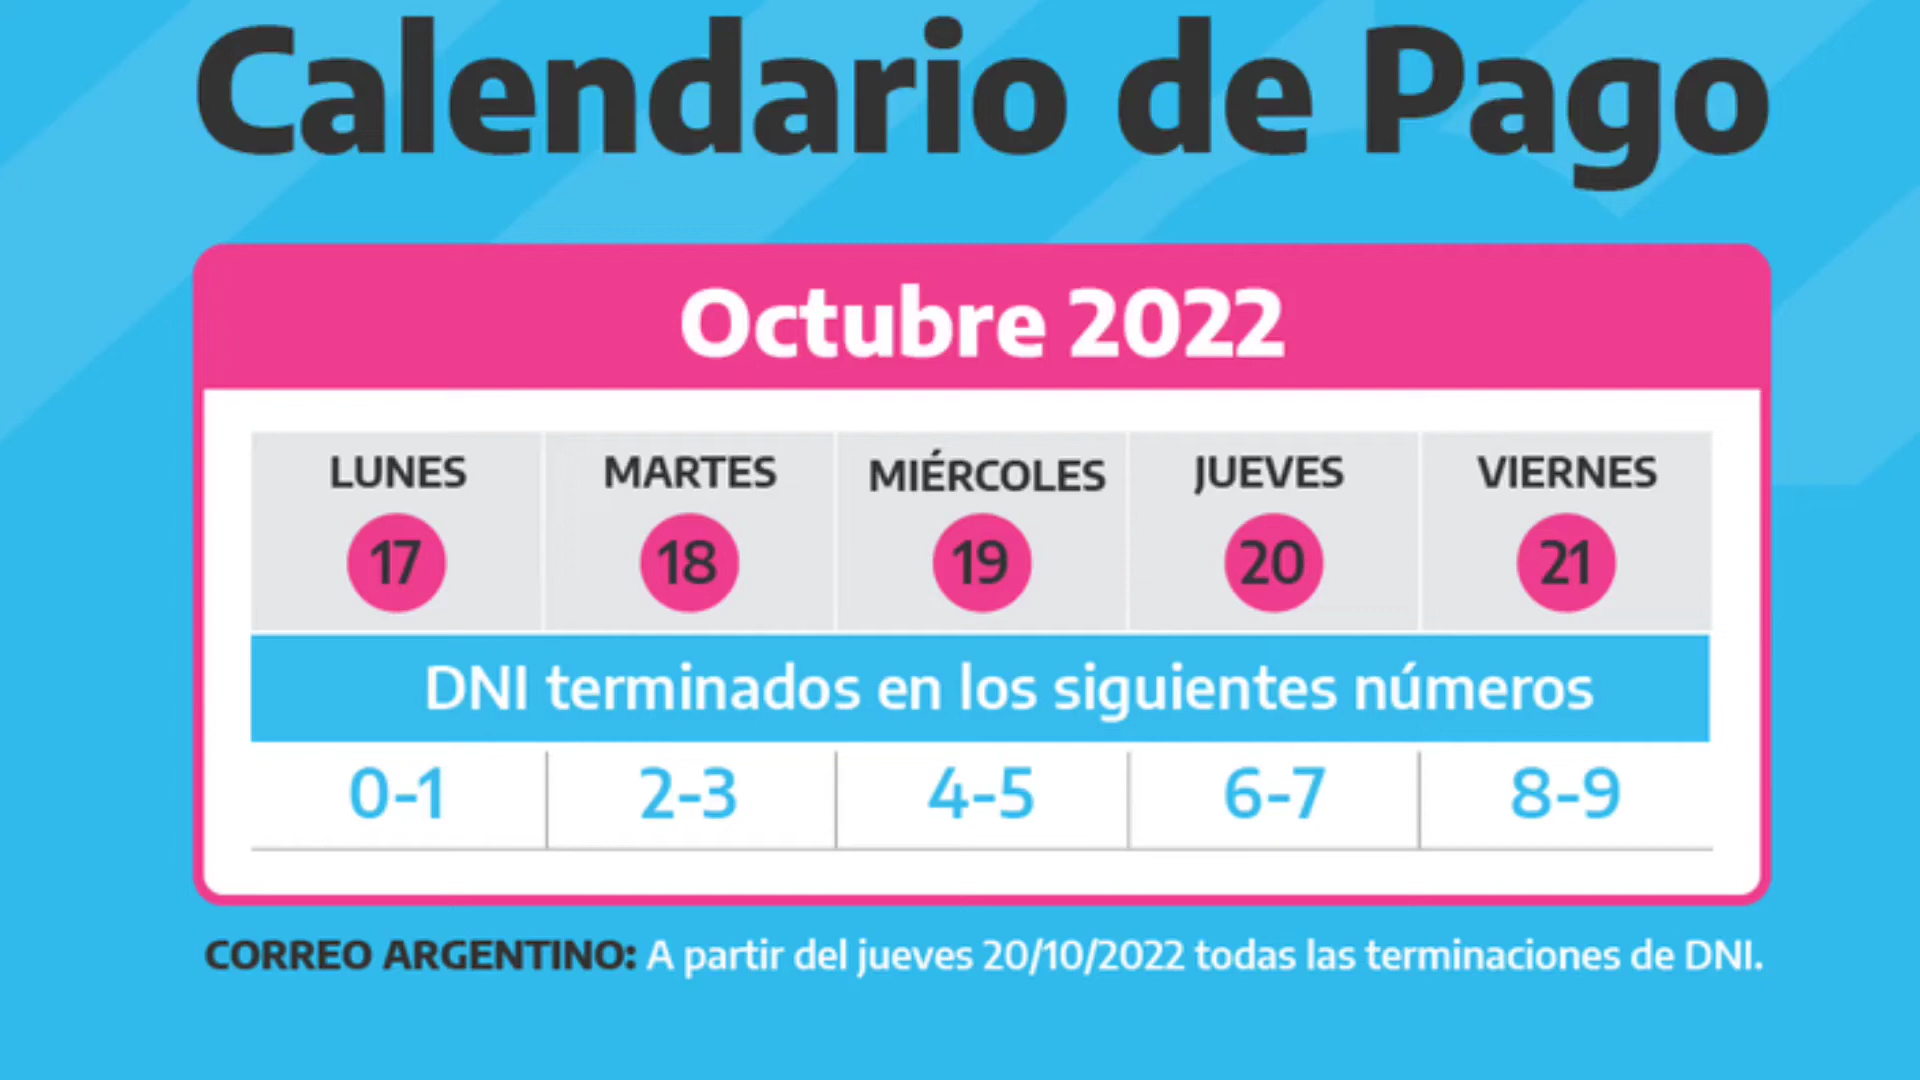 Calendario de Pago
Octubre 2022
LUNES MARTES MIÉRCOLES JUEVES VIERNES
17 18 19 20 21
DNI terminados en los siguientes números
0-1 2-3 4-5 6-7 8-9
CORREO ARGENTINO: A partir del jueves 20/10/2022 todas las terminaciones de DNI.